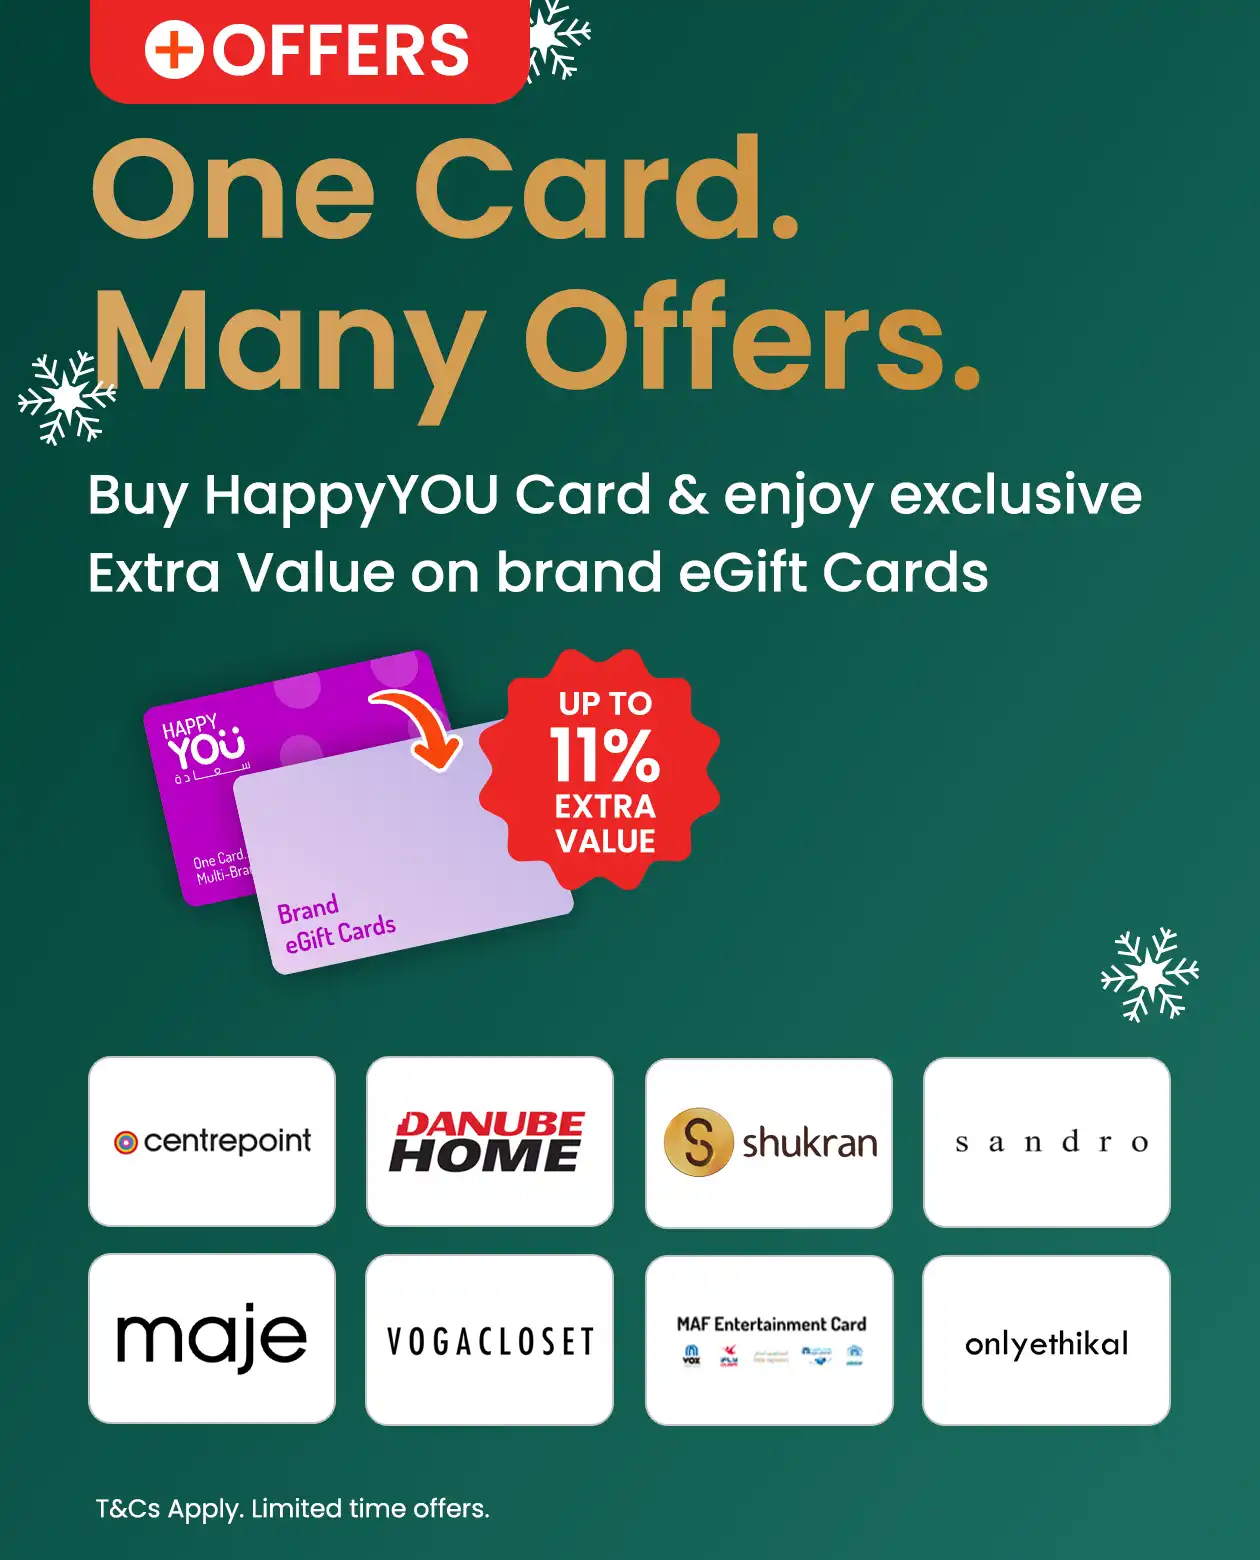 OFFERS
One Card.
Many Offers.
Buy HappyYOU Card & enjoy exclusive
Extra Value on brand eGift Cards
HAPPY
YOU
سعادة
One Card.
Multi-Bra
Brand
eGift Cards
UP TO
11%
EXTRA
VALUE
centrepoint
DANUBE
HOME
shukran
sandro
maje
VOGACLOSET
MAF Entertainment Card
VOX
iFLY
onlyethikal
T&Cs Apply. Limited time offers.